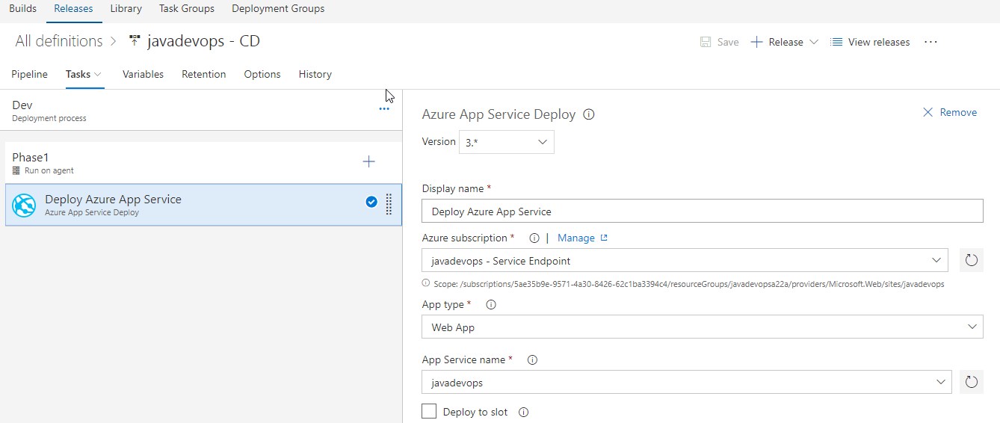 Builds Releases Library Task Groups Deployment Groups
All definitions > javadevops - CD
Save Release View releases ...
Pipeline Tasks Variables Retention Options History
Dev
Deployment process
...
Phase1
Run on agent
Deploy Azure App Service
Azure App Service Deploy
Azure App Service Deploy
Remove
Version 3.*
Display name *
Deploy Azure App Service
Azure subscription * | Manage
javadevops - Service Endpoint
Scope: /subscriptions/5ae35b9e-9571-4a30-8426-62c1ba3394c4/resourceGroups/javadevopsa22a/providers/Microsoft.Web/sites/javadevops
App type *
Web App
App Service name *
javadevops
Deploy to slot